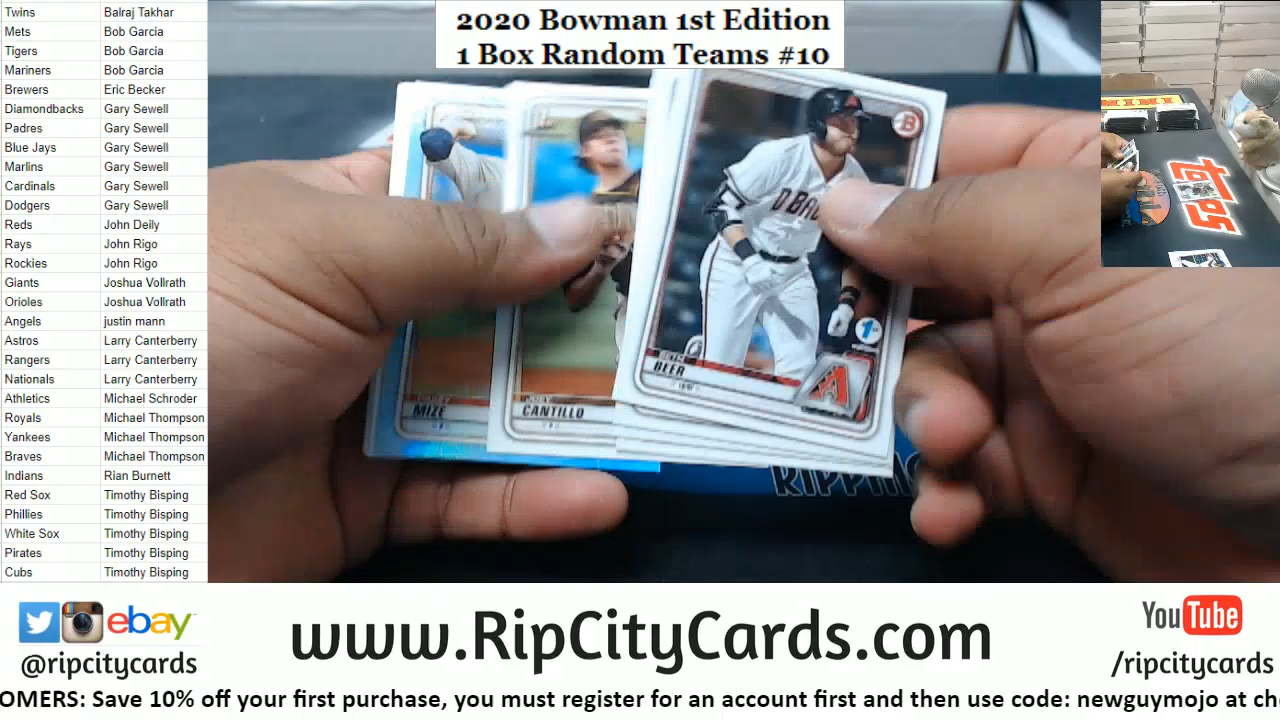 2020 Bowman 1st Edition
1 Box Random Teams #10
Twins Balraj Takhar
Mets Bob Garcia
Tigers Bob Garcia
Mariners Bob Garcia
Brewers Eric Becker
Diamondbacks Gary Sewell
Padres Gary Sewell
Blue Jays Gary Sewell
Marlins Gary Sewell
Cardinals Gary Sewell
Dodgers Gary Sewell
Reds John Deily
Rays John Rigo
Rockies John Rigo
Giants Joshua Vollrath
Orioles Joshua Vollrath
Angels justin mann
Astros Larry Canterberry
Rangers Larry Canterberry
Nationals Larry Canterberry
Athletics Michael Schroder
Royals Michael Thompson
Yankees Michael Thompson
Braves Michael Thompson
Indians Rian Burnett
Red Sox Timothy Bisping
Phillies Timothy Bisping
White Sox Timothy Bisping
Pirates Timothy Bisping
Cubs Timothy Bisping
MIZE
CANTILLO
B
D BAC
1st
BEER
A
RIPPING
topps
ebay
@ripcitycards
www.RipCityCards.com
YouTube
/ripcitycards
OMERS: Save 10% off your first purchase, you must register for an account first and then use code: newguymojo at ch